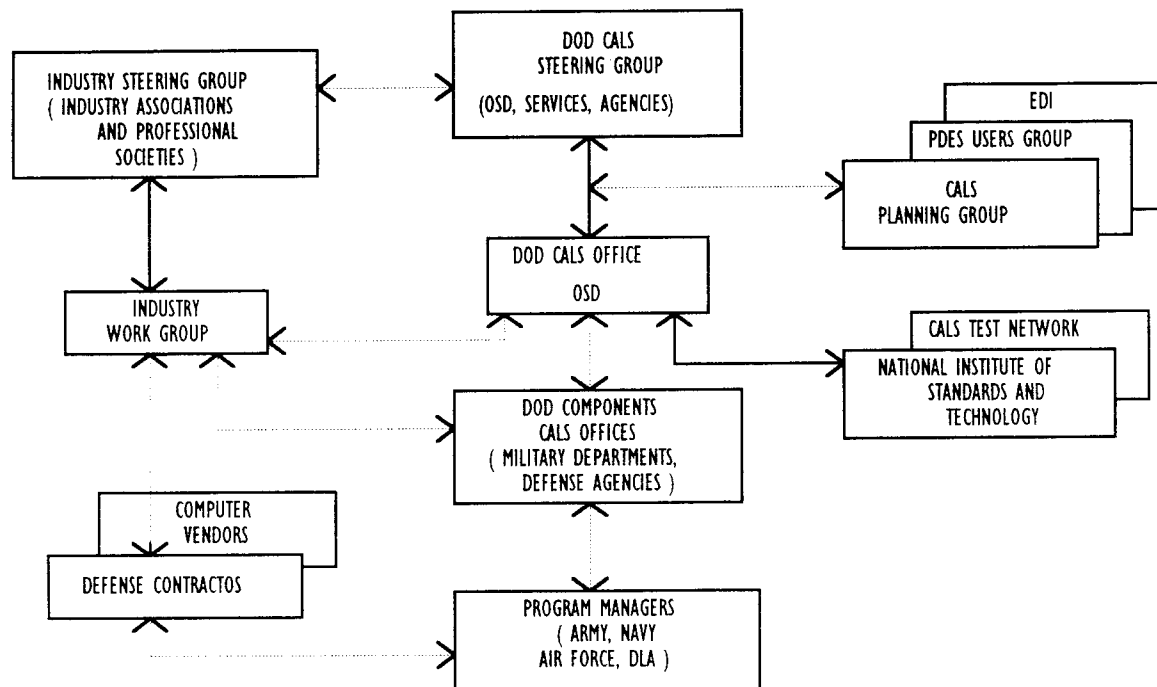 DOD CALS
STEERING GROUP
(OSD, SERVICES, AGENCIES)
INDUSTRY STEERING GROUP
( INDUSTRY ASSOCIATIONS
AND PROFESSIONAL
SOCIETIES )
EDI
PDES USERS GROUP
CALS
PLANNING GROUP
DOD CALS OFFICE
OSD
INDUSTRY
WORK GROUP
CALS TEST NETWORK
NATIONAL INSTITUTE OF
STANDARDS AND
TECHNOLOGY
DOD COMPONENTS
CALS OFFICES
( MILITARY DEPARTMENTS,
DEFENSE AGENCIES )
COMPUTER
VENDORS
DEFENSE CONTRACTOS
PROGRAM MANAGERS
( ARMY, NAVY
AIR FORCE, DLA )